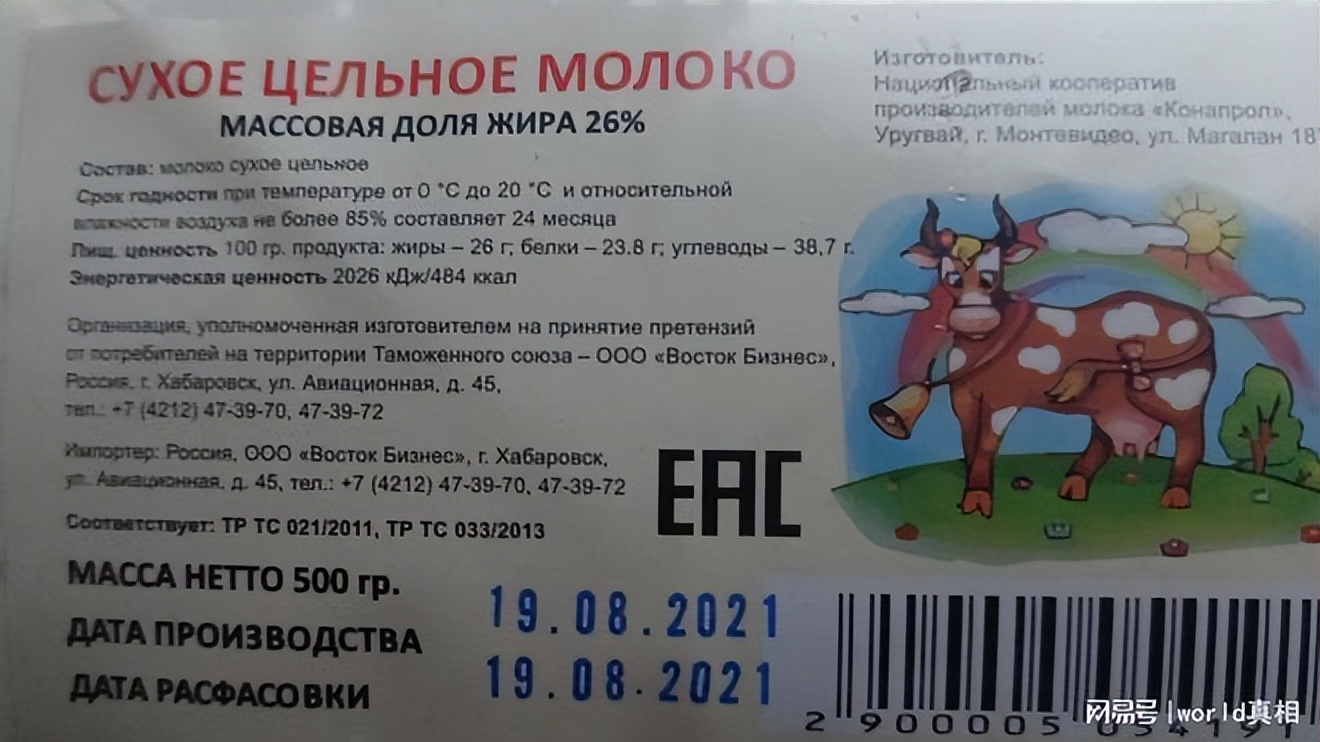 СУХОЕ ЦЕЛЬНОЕ МОЛОКО
МАССОВАЯ ДОЛЯ ЖИРА 26%
Состав: молоко сухое цельное
Срок годности при температуре от 0 °C до 20 °C и относительной
влажности воздуха не более 85% составляет 24 месяца
Пищ. ценность 100 гр. продукта: жиры – 26 г; белки – 23.8 г; углеводы – 38,7 г.
Энергетическая ценность 2026 кДж/484 ккал
Организация, уполномоченная изготовителем на принятие претензий
от потребителей на территории Таможенного союза – ООО «Восток Бизнес»,
Россия, г. Хабаровск, ул. Авиационная, д. 45,
тел.: +7 (4212) 47-39-70, 47-39-72
Импортер: Россия, ООО «Восток Бизнес», г. Хабаровск,
ул. Авиационная, д. 45, тел.: +7 (4212) 47-39-70, 47-39-72
Соответствует: ТР ТС 021/2011, ТР ТС 033/2013
EAC
МАССА НЕТТО 500 гр.
ДАТА ПРОИЗВОДСТВА 19.08.2021
ДАТА РАСФАСОВКИ 19.08.2021
Изготовитель:
Национальный кооператив
производителей молока «Конапрол»,
Уругвай, г. Монтевидео, ул. Магалан 18
2 900005
网易号 | world真相